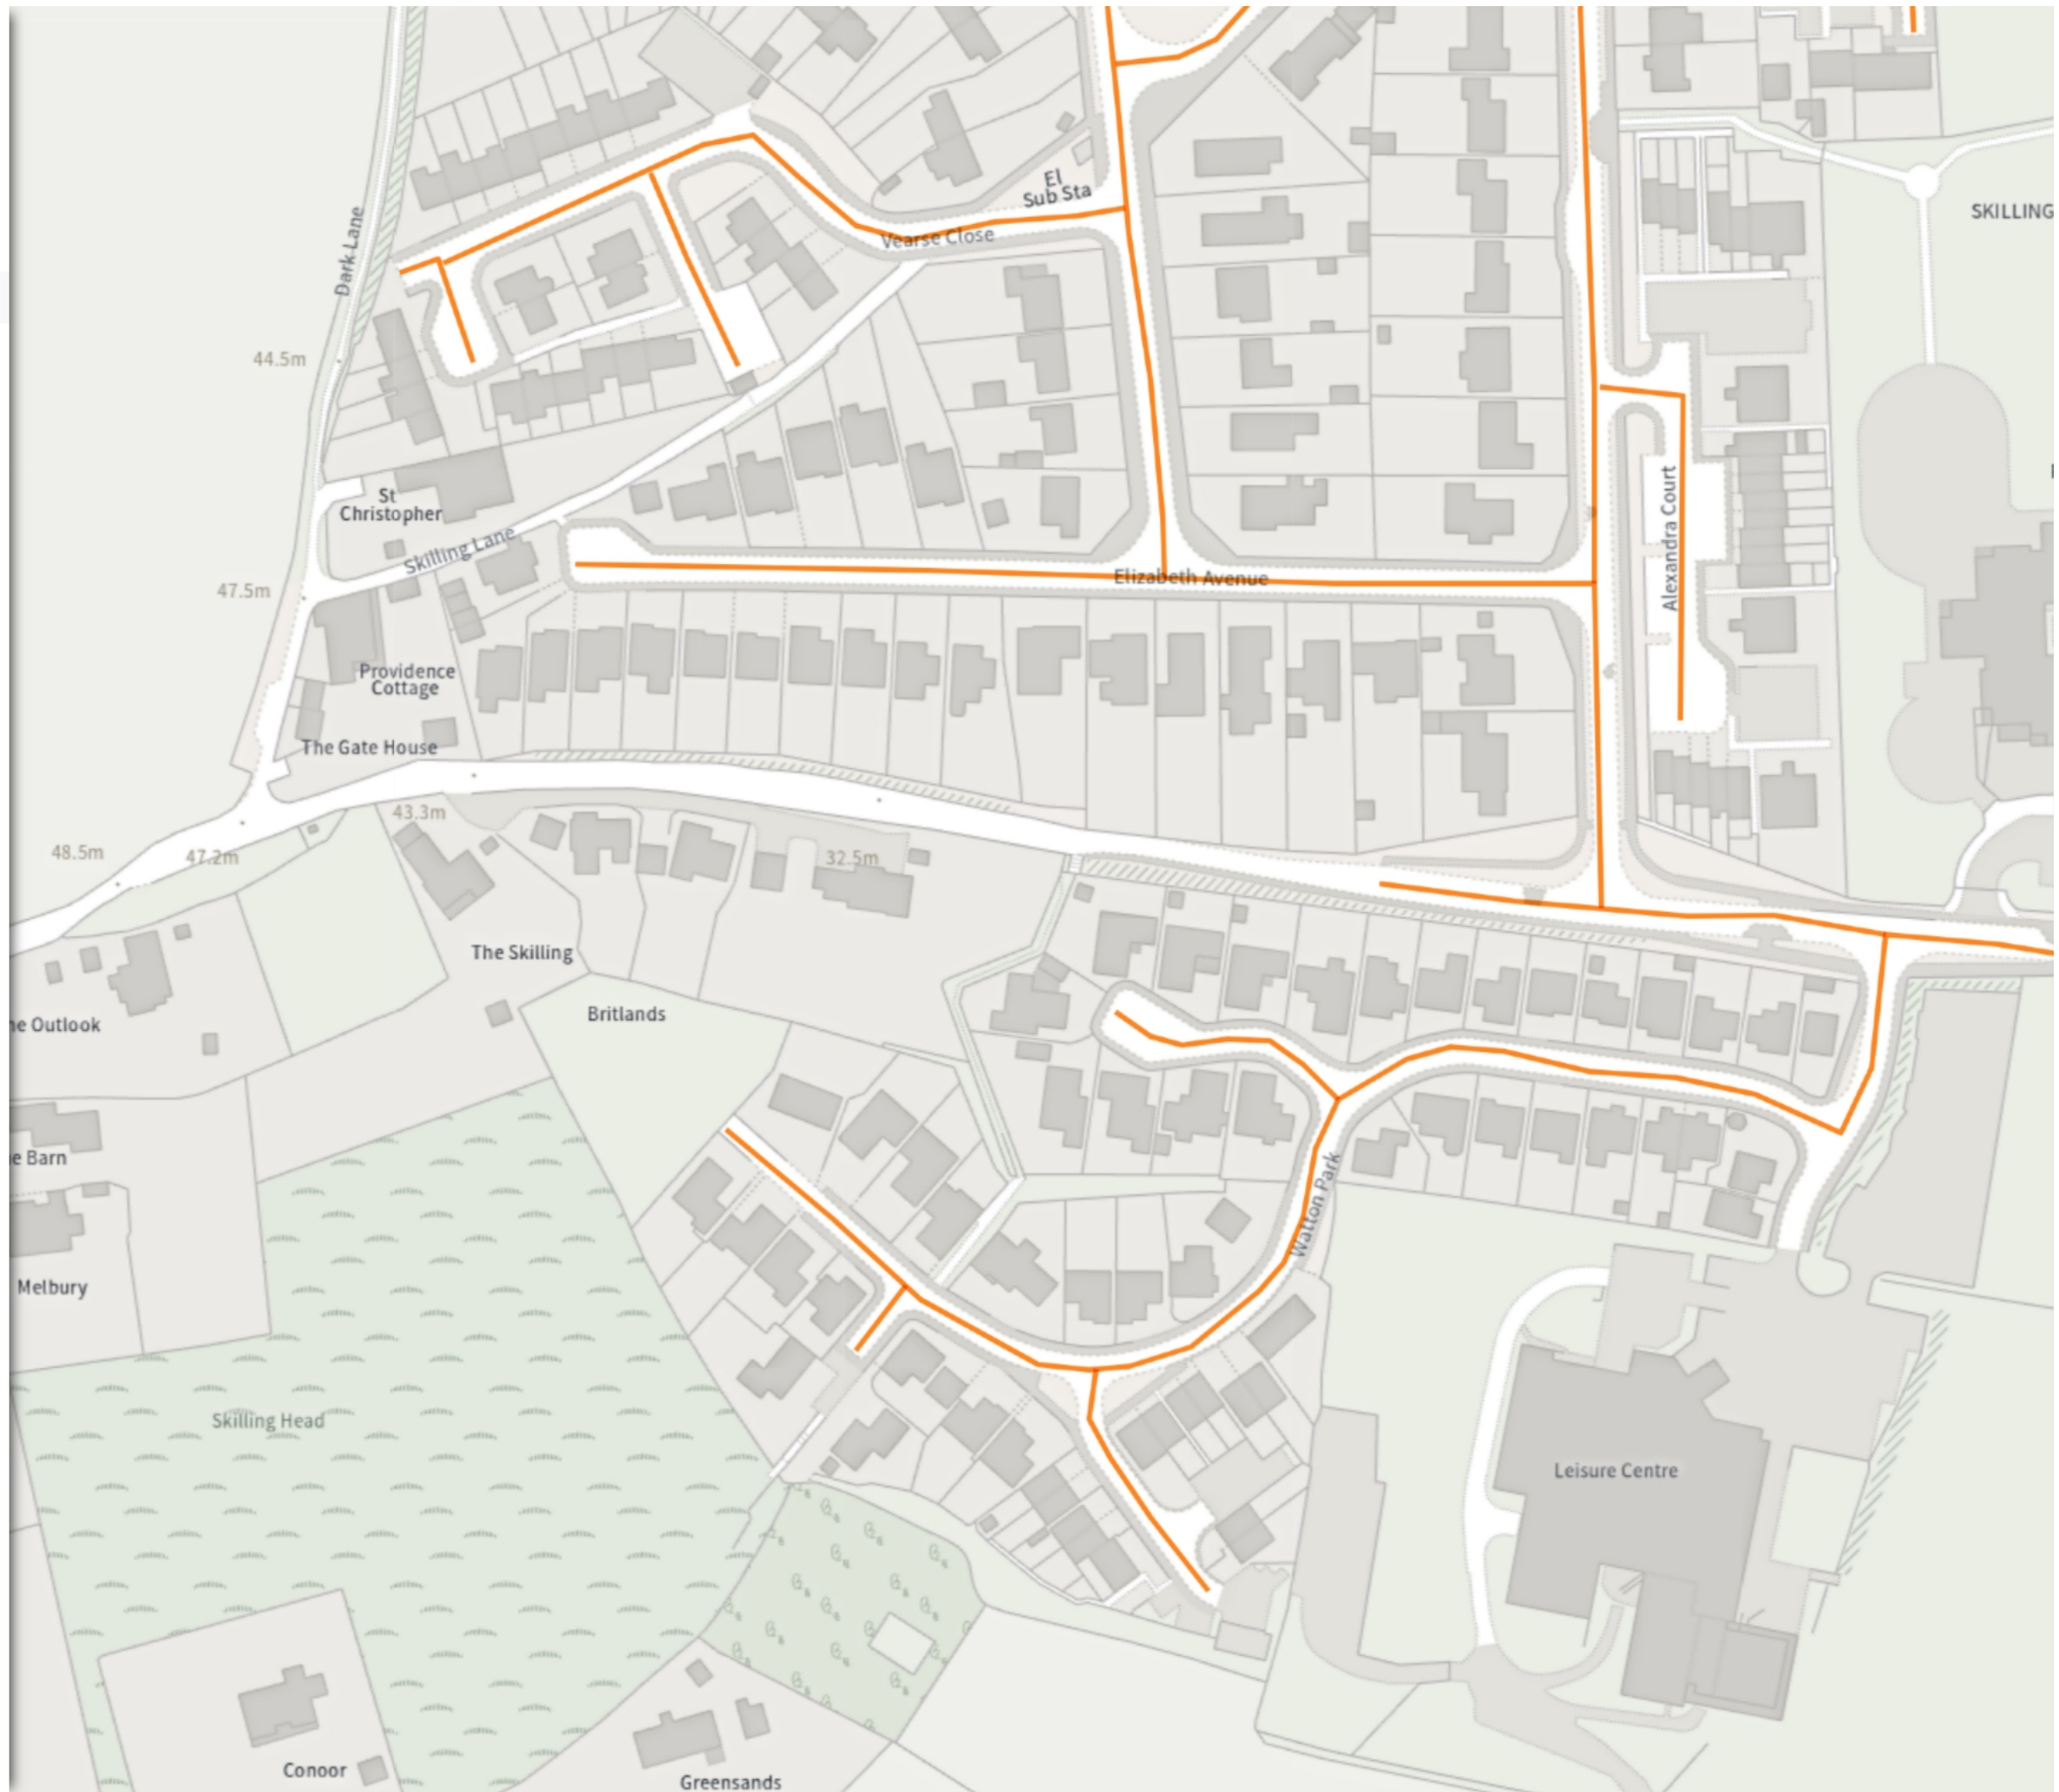 El
Sub Sta
SKILLING
Vearse Close
Dark Lane
44.5m
St
Christopher
Skilling Lane
Alexandra Court
Elizabeth Avenue
47.5m
Providence
Cottage
The Gate House
43.3m
48.5m
47.2m
32.5m
The Skilling
Britlands
ne Outlook
e Barn
Watton Park
Melbury
Skilling Head
Leisure Centre
Conoor
Greensands